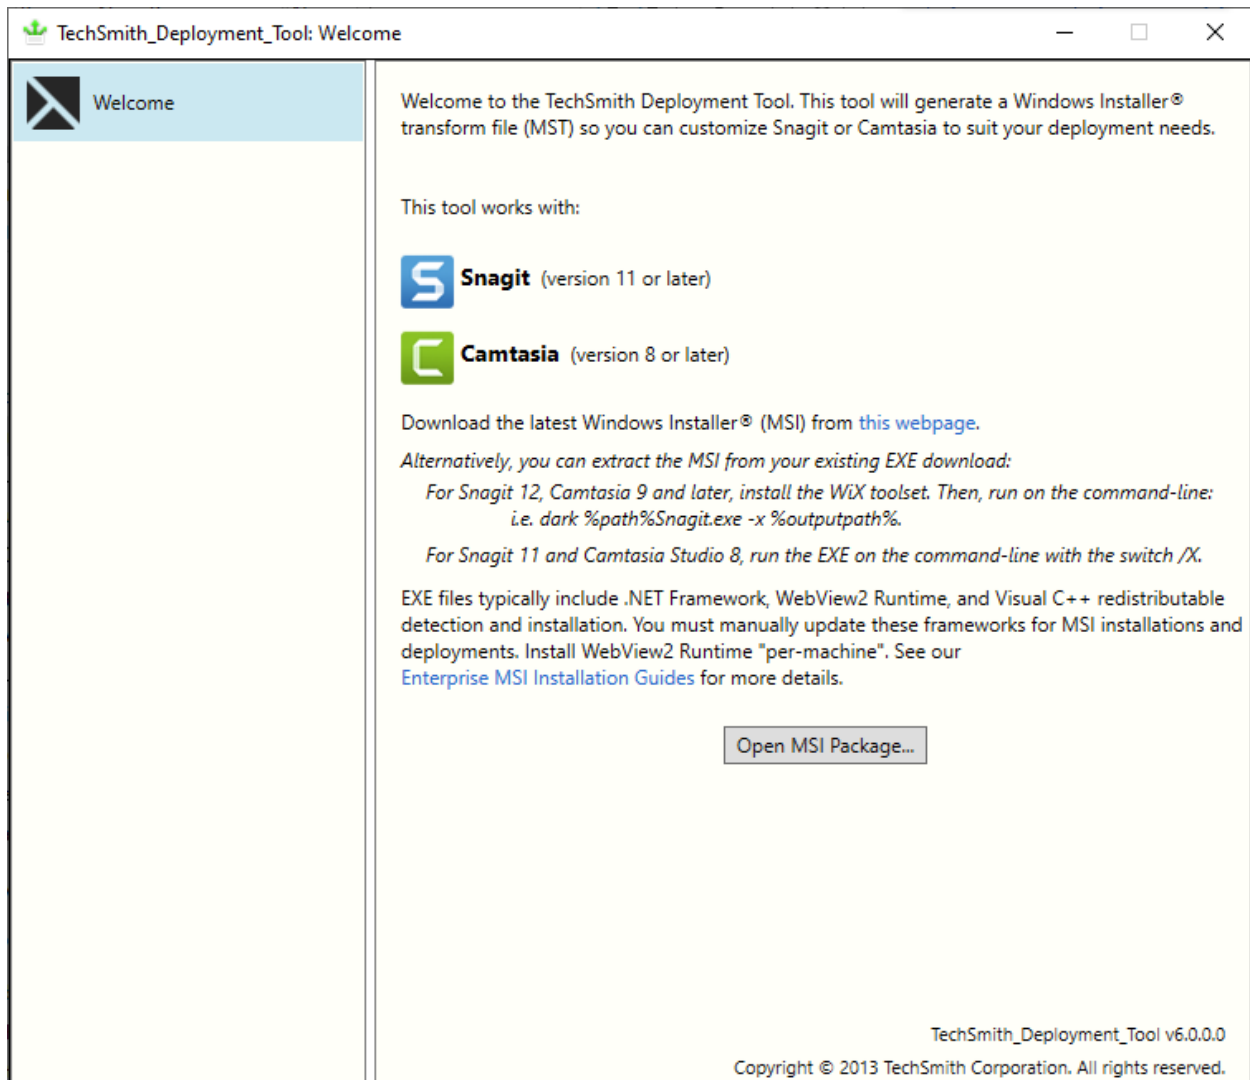 TechSmith_Deployment_Tool: Welcome
Welcome
Welcome to the TechSmith Deployment Tool. This tool will generate a Windows Installer®
transform file (MST) so you can customize Snagit or Camtasia to suit your deployment needs.
This tool works with:
Snagit (version 11 or later)
Camtasia (version 8 or later)
Download the latest Windows Installer® (MSI) from this webpage.
Alternatively, you can extract the MSI from your existing EXE download:
For Snagit 12, Camtasia 9 and later, install the WiX toolset. Then, run on the command-line:
i.e. dark %path%Snagit.exe -x %outputpath%.
For Snagit 11 and Camtasia Studio 8, run the EXE on the command-line with the switch /X.
EXE files typically include .NET Framework, WebView2 Runtime, and Visual C++ redistributable
detection and installation. You must manually update these frameworks for MSI installations and
deployments. Install WebView2 Runtime "per-machine". See our
Enterprise MSI Installation Guides for more details.
Open MSI Package...
TechSmith_Deployment_Tool v6.0.0.0
Copyright © 2013 TechSmith Corporation. All rights reserved.